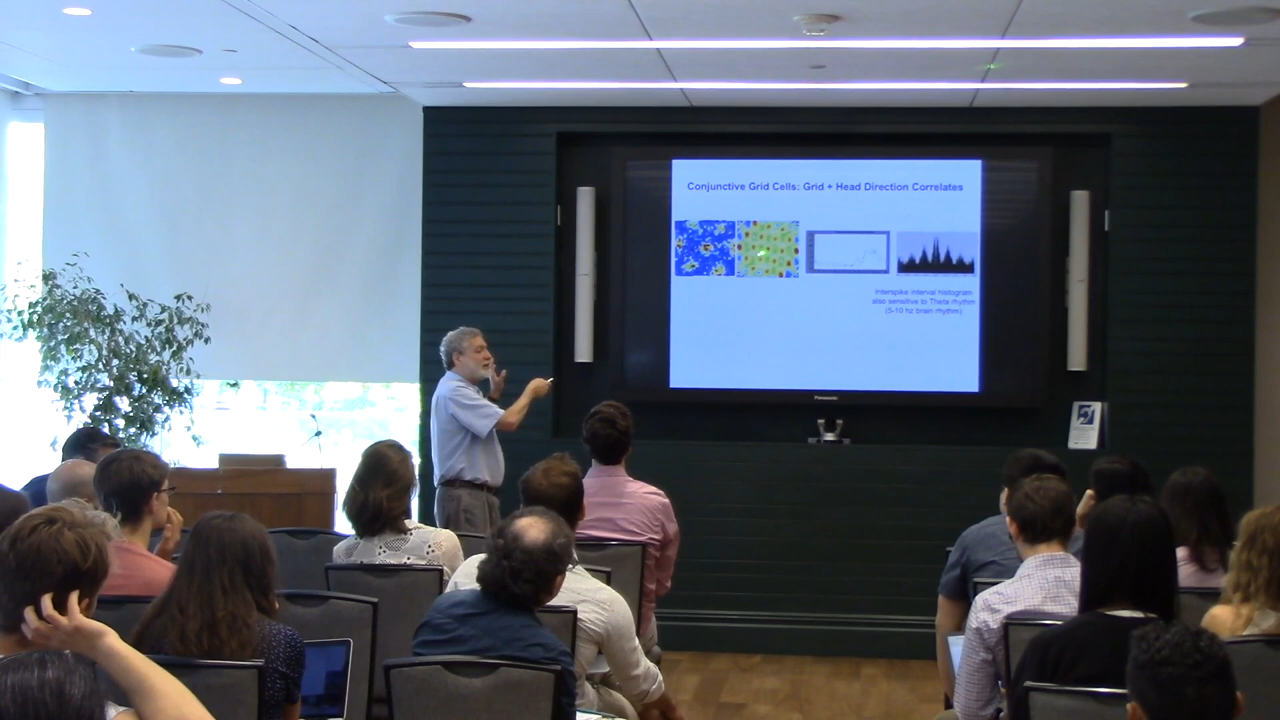 Conjunctive Grid Cells: Grid + Head Direction Correlates
Interspike interval histogram
also sensitive to Theta rhythm
(5-10 hz brain rhythm)
Panasonic